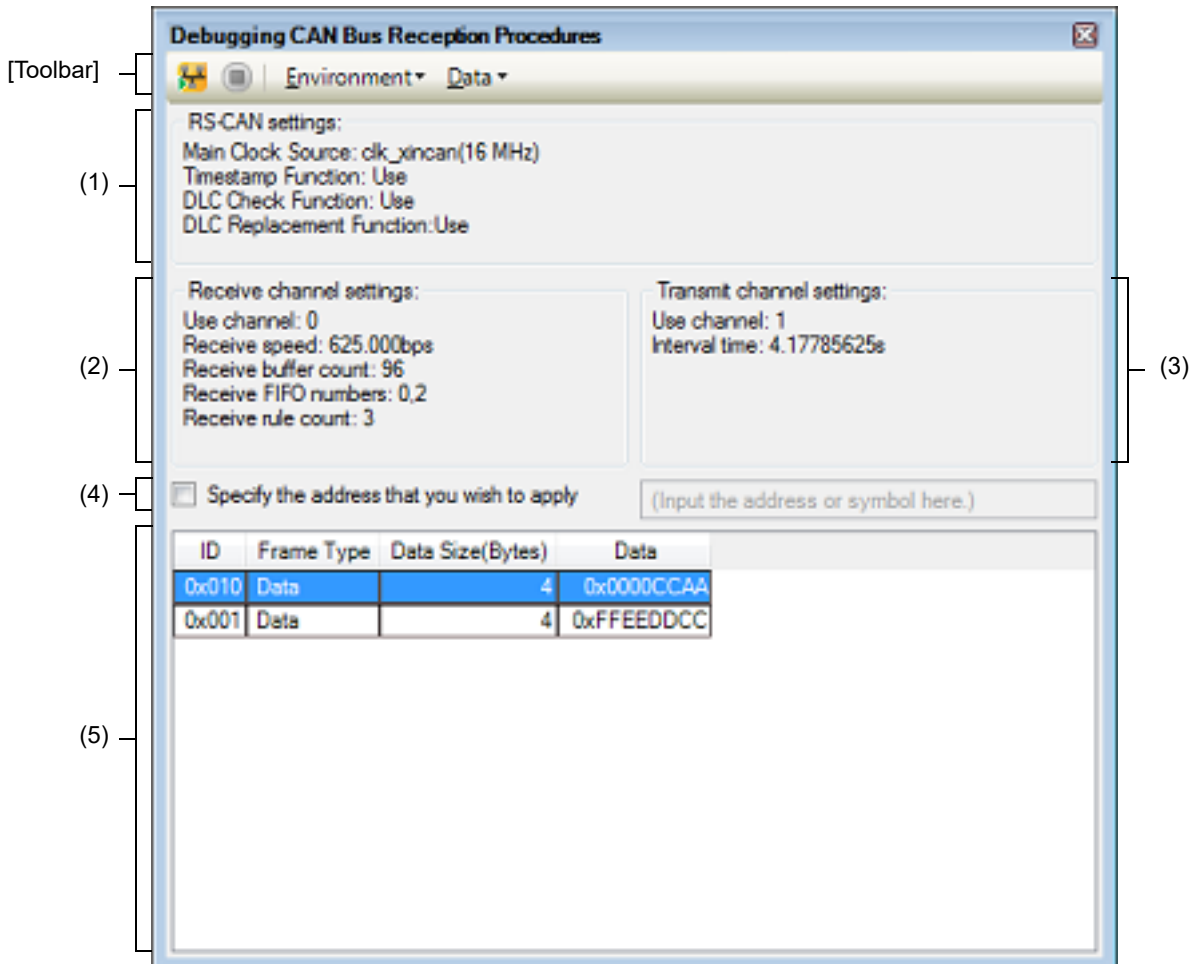 Debugging CAN Bus Reception Procedures
[Toolbar]
Environment Data
(1)
RS-CAN settings:
Main Clock Source: clk_xincan(16 MHz)
Timestamp Function: Use
DLC Check Function: Use
DLC Replacement Function:Use
(2)
Receive channel settings:
Use channel: 0
Receive speed: 625.000bps
Receive buffer count: 96
Receive FIFO numbers: 0,2
Receive rule count: 3
Transmit channel settings:
Use channel: 1
Interval time: 4.17785625s
(3)
(4)
Specify the address that you wish to apply
(Input the address or symbol here.)
(5)
ID Frame Type Data Size(Bytes) Data
0x010 Data 4 0x0000CCAA
0x001 Data 4 0xFFEEDDCC